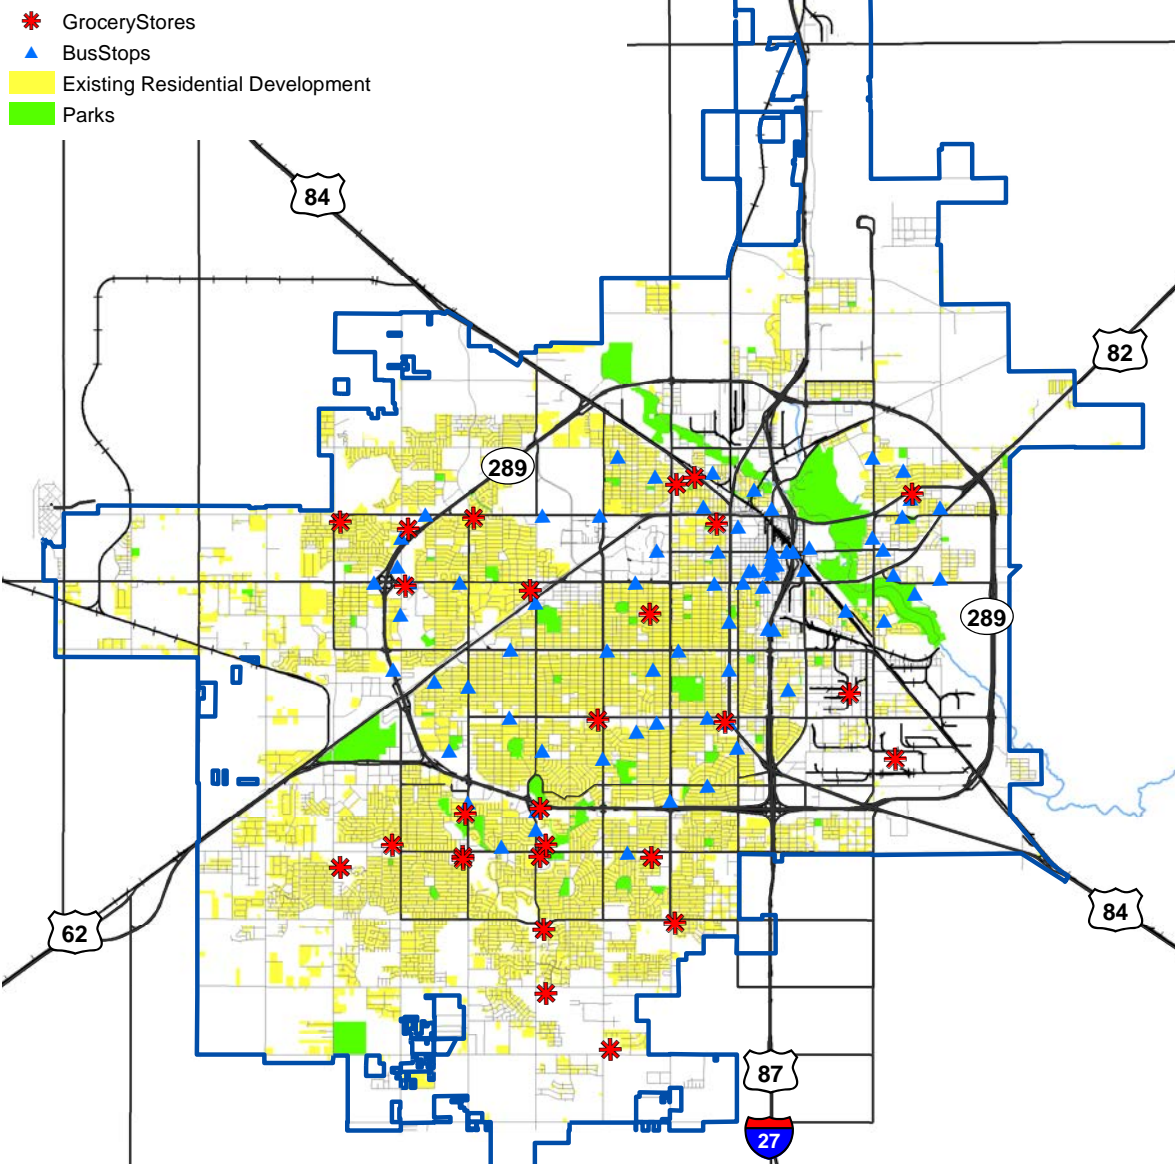 GroceryStores
BusStops
Existing Residential Development
Parks
84
82
289
289
62
84
87
27